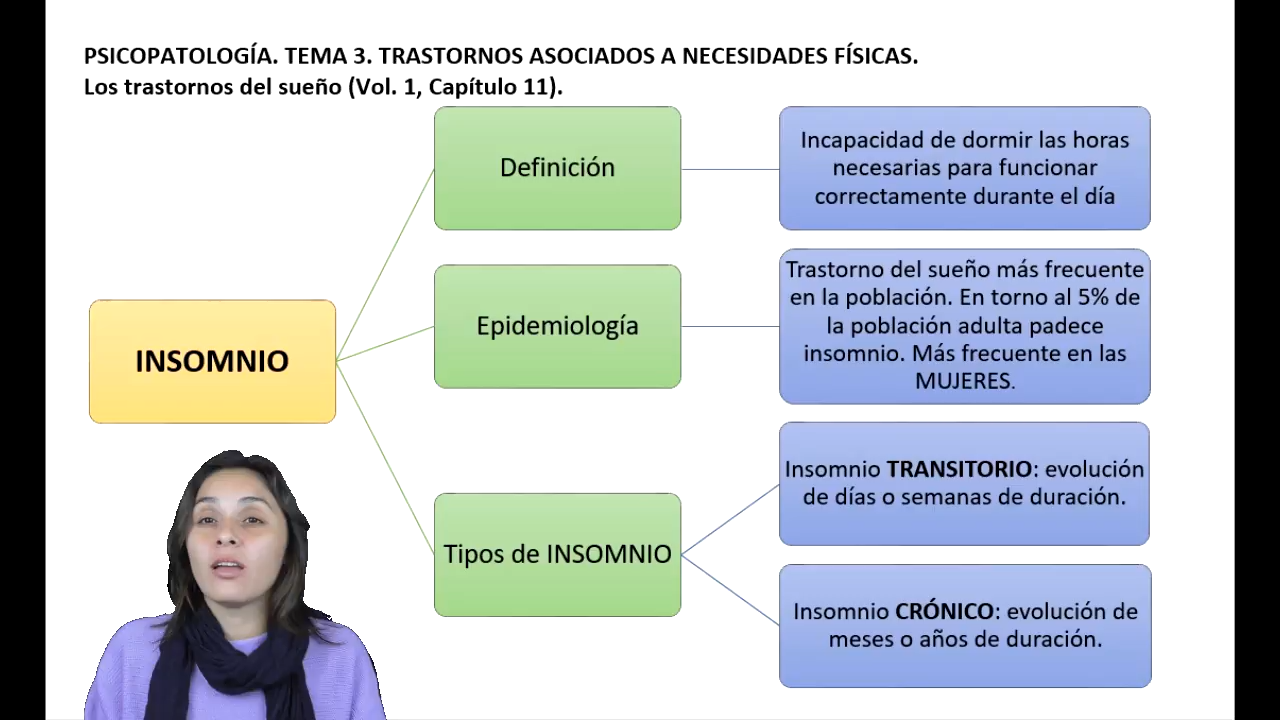 PSICOPATOLOGÍA. TEMA 3. TRASTORNOS ASOCIADOS A NECESIDADES FÍSICAS.
Los trastornos del sueño (Vol. 1, Capítulo 11).
INSOMNIO
Definición
Incapacidad de dormir las horas
necesarias para funcionar
correctamente durante el día
Epidemiología
Trastorno del sueño más frecuente
en la población. En torno al 5% de
la población adulta padece
insomnio. Más frecuente en las
MUJERES.
Tipos de INSOMNIO
Insomnio TRANSITORIO: evolución
de días o semanas de duración.
Insomnio CRÓNICO: evolución de
meses o años de duración.